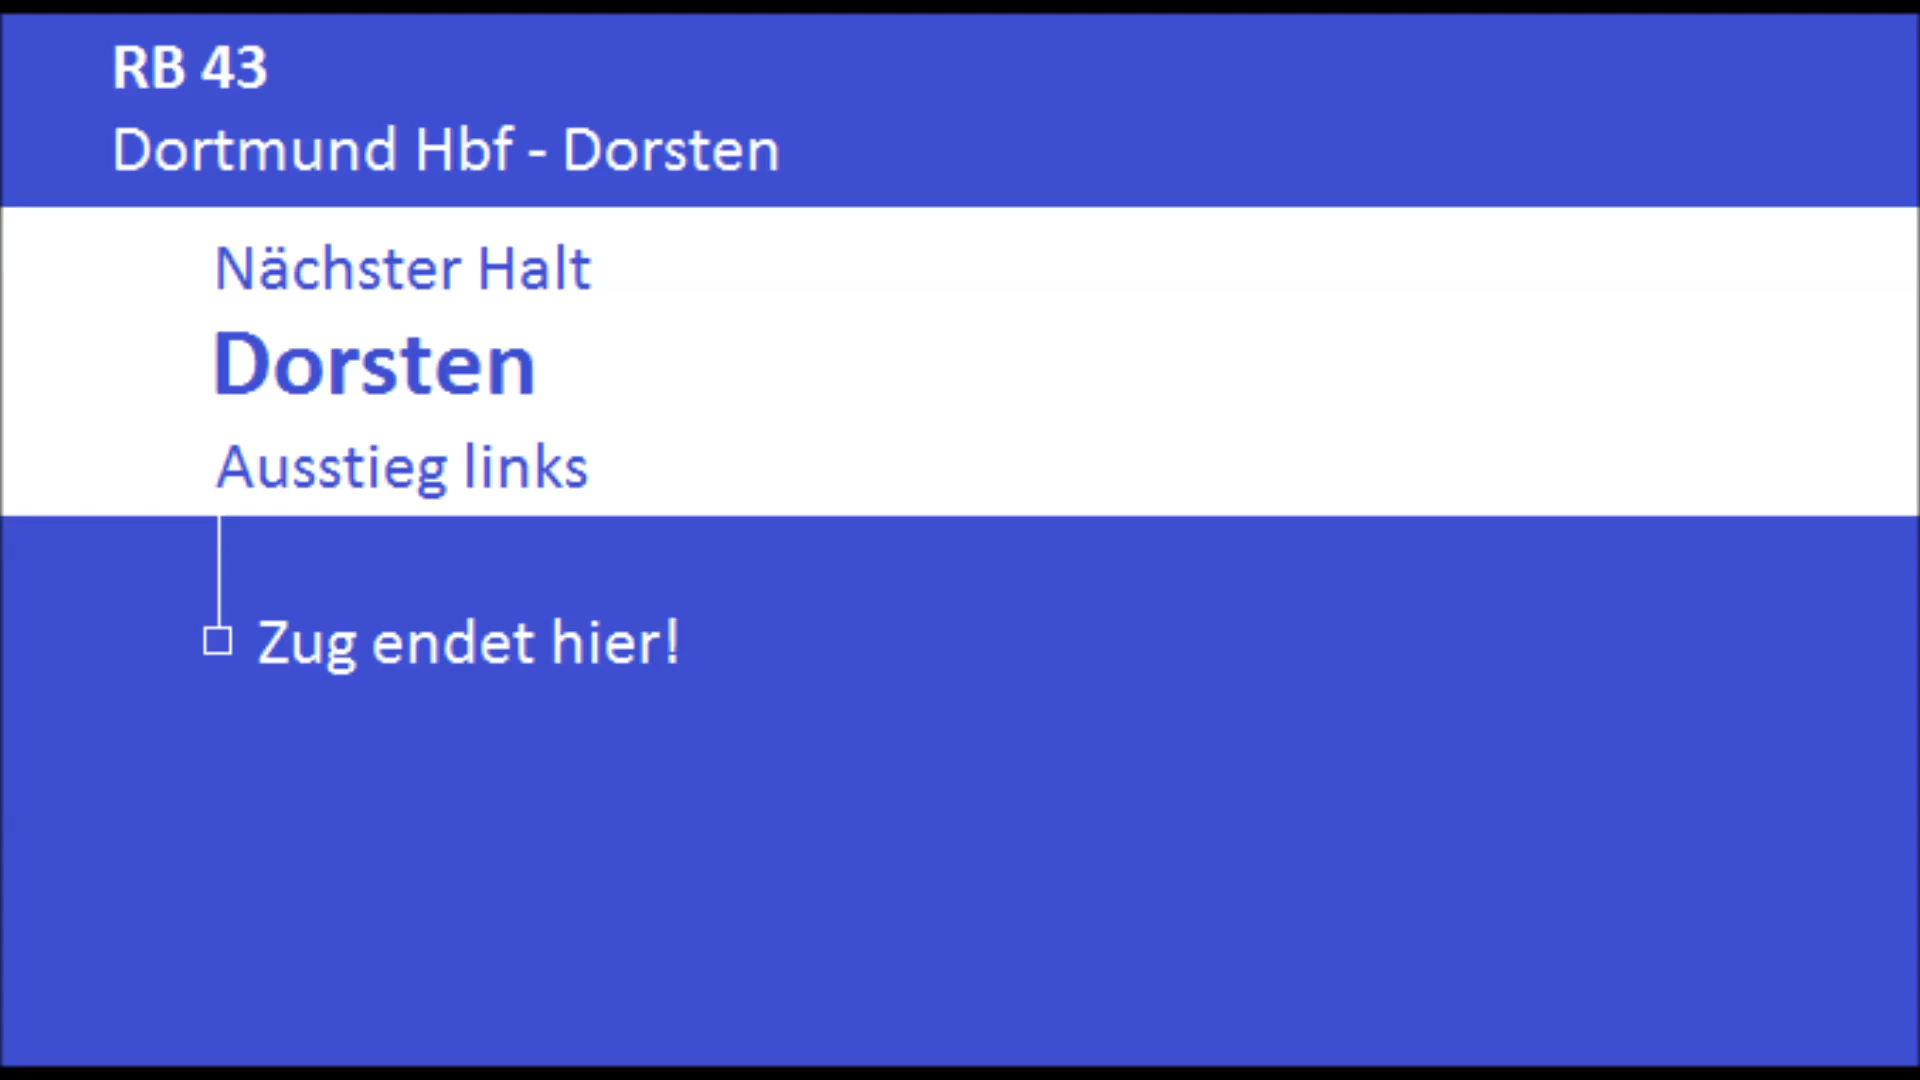 RB 43
Dortmund Hbf - Dorsten
Nächster Halt
Dorsten
Ausstieg links
Zug endet hier!